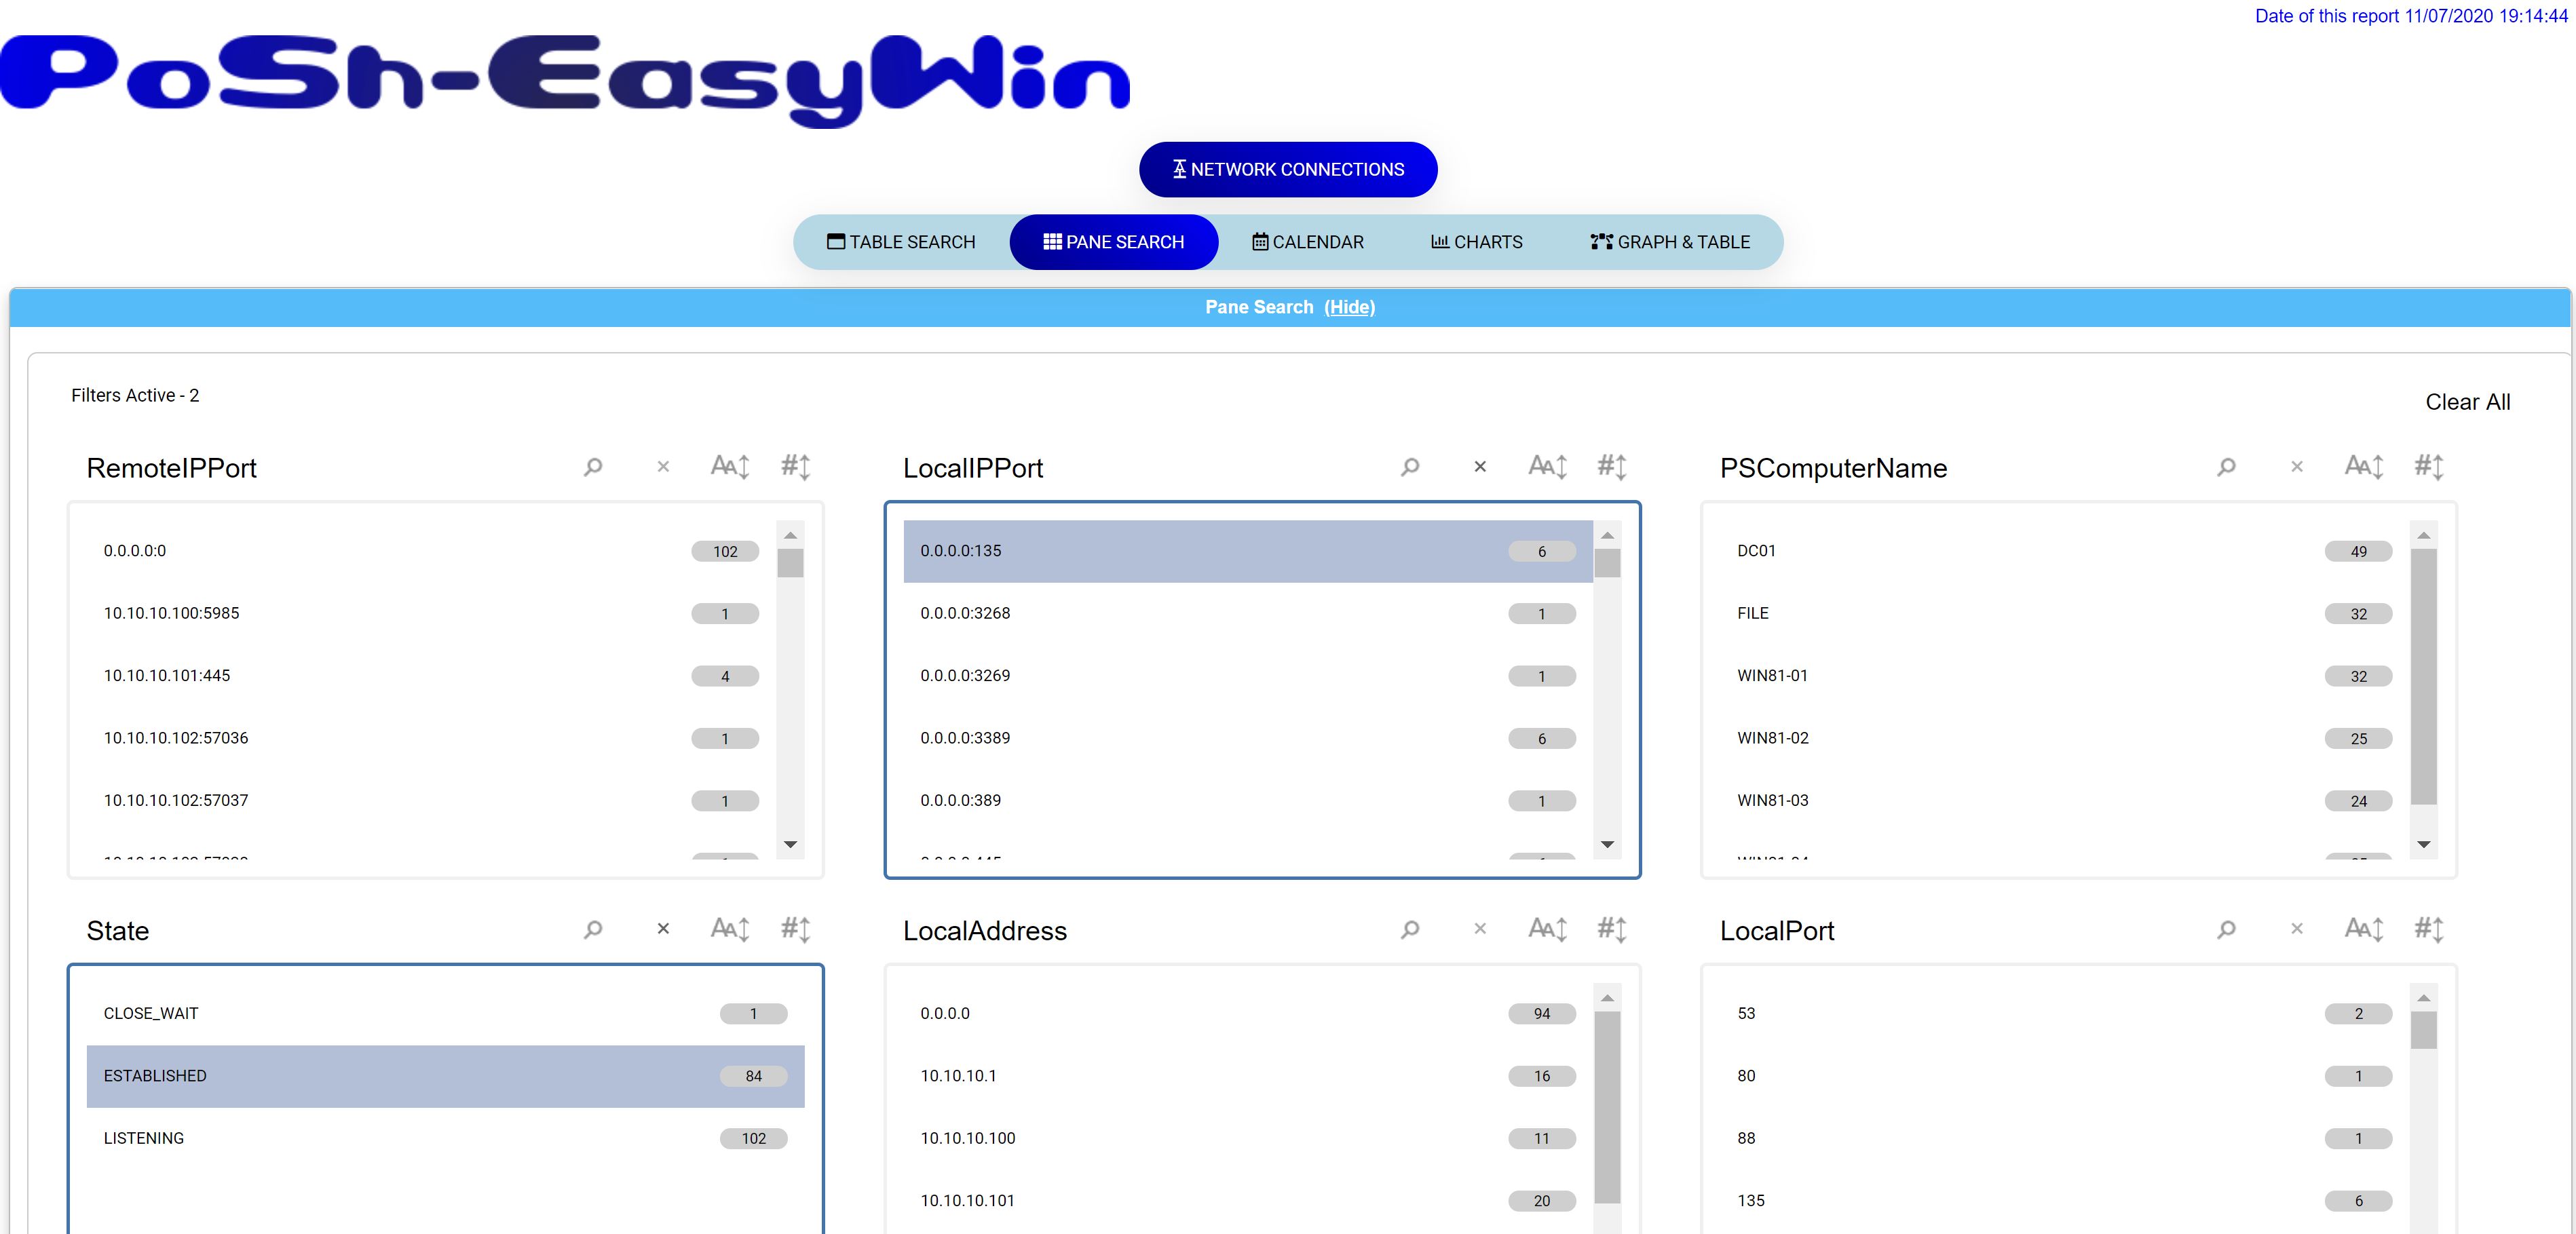 Date of this report 11/07/2020 19:14:44
PoSh-EasyWin
NETWORK CONNECTIONS
TABLE SEARCH PANE SEARCH CALENDAR CHARTS GRAPH & TABLE
Pane Search (Hide)
Filters Active - 2
Clear All
RemoteIPPort
0.0.0.0:0 102
10.10.10.100:5985 1
10.10.10.101:445 4
10.10.10.102:57036 1
10.10.10.102:57037 1
LocalIPPort
0.0.0.0:135 6
0.0.0.0:3268 1
0.0.0.0:3269 1
0.0.0.0:3389 6
0.0.0.0:389 1
PSComputerName
DC01 49
FILE 32
WIN81-01 32
WIN81-02 25
WIN81-03 24
State
CLOSE_WAIT 1
ESTABLISHED 84
LISTENING 102
LocalAddress
0.0.0.0 94
10.10.10.1 16
10.10.10.100 11
10.10.10.101 20
LocalPort
53 2
80 1
88 1
135 6